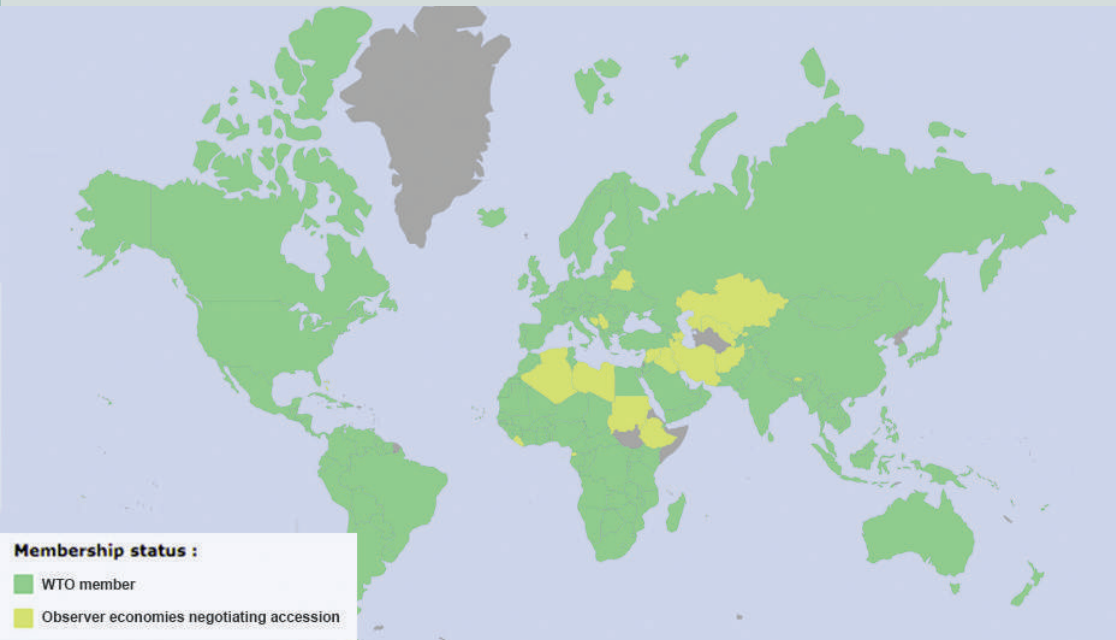 Membership status :
WTO member
Observer economies negotiating accession